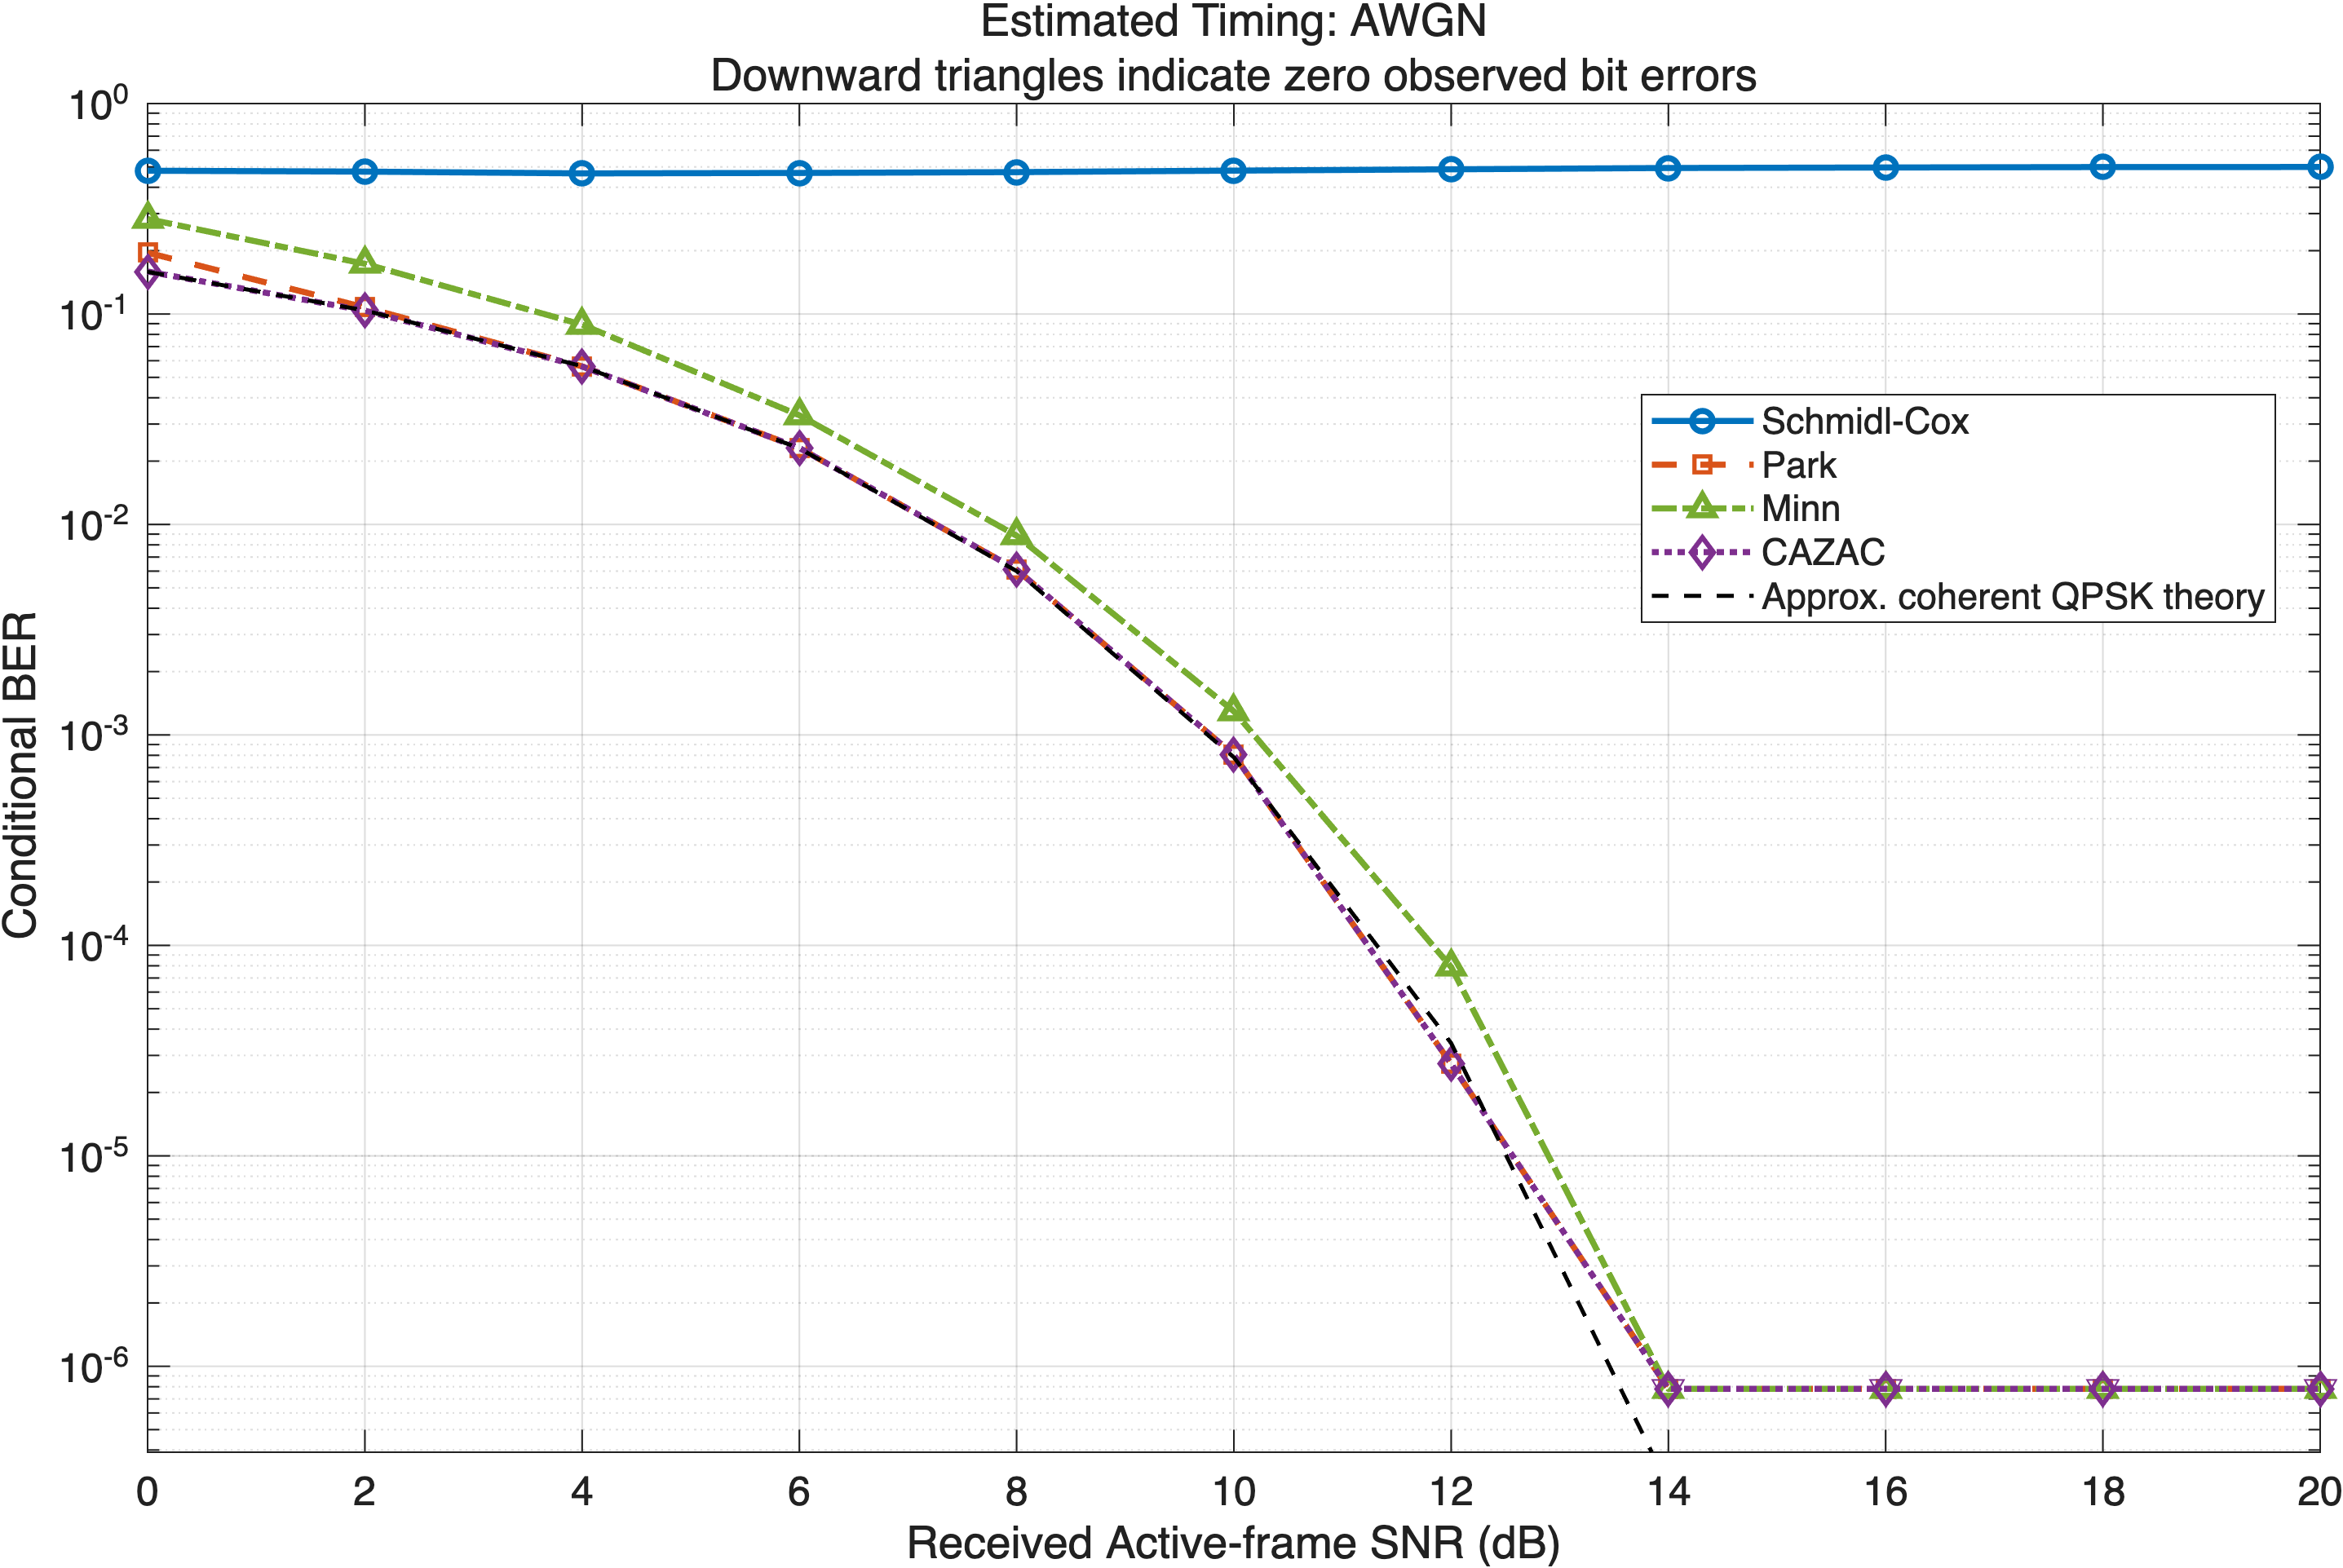 Estimated Timing: AWGN
Downward triangles indicate zero observed bit errors
10^0
10^-1
10^-2
10^-3
10^-4
10^-5
10^-6
Conditional BER
Schmidl-Cox
Park
Minn
CAZAC
Approx. coherent QPSK theory
0 2 4 6 8 10 12 14 16 18 20
Received Active-frame SNR (dB)